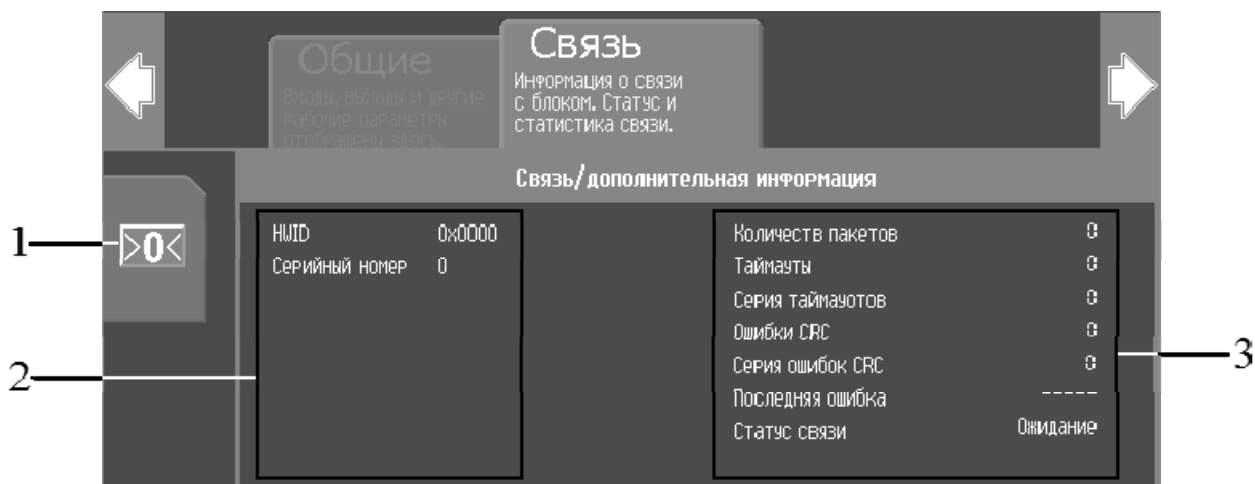 Общие
Входы, выходы и другие
рабочие параметры
отображены здесь.
Связь
Информация о связи
с блоком. Статус и
статистика связи.
Связь/дополнительная информация
1
>0<
2
HWID 0x0000
Серийный номер 0
Количеств пакетов 0
Таймауты 0
Серия таймауотов 0
Ошибки CRC 0
Серия ошибок CRC 0
Последняя ошибка -----
Статус связи Ожидание
3